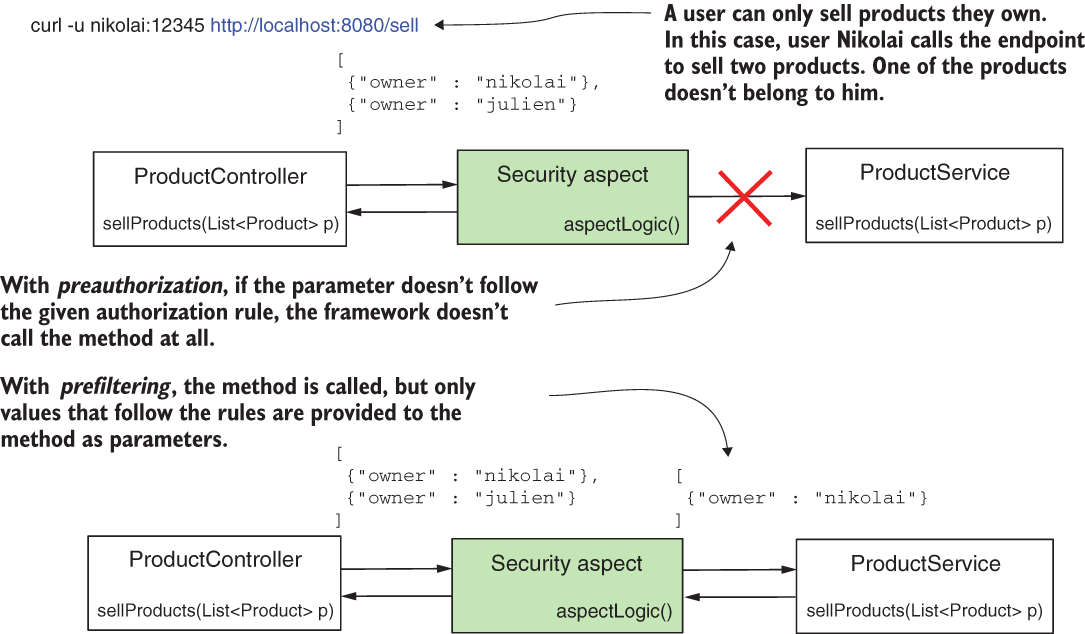 curl -u nikolai:12345 http://localhost:8080/sell
A user can only sell products they own.
In this case, user Nikolai calls the endpoint
to sell two products. One of the products
doesn't belong to him.
[
{"owner" : "nikolai"},
{"owner" : "julien"}
]
ProductController
sellProducts(List<Product> p)
Security aspect
aspectLogic()
ProductService
sellProducts(List<Product> p)
With preauthorization, if the parameter doesn't follow
the given authorization rule, the framework doesn't
call the method at all.
With prefiltering, the method is called, but only
values that follow the rules are provided to the
method as parameters.
[
{"owner" : "nikolai"},
{"owner" : "julien"}
]
[
{"owner" : "nikolai"}
]
ProductController
sellProducts(List<Product> p)
Security aspect
aspectLogic()
ProductService
sellProducts(List<Product> p)